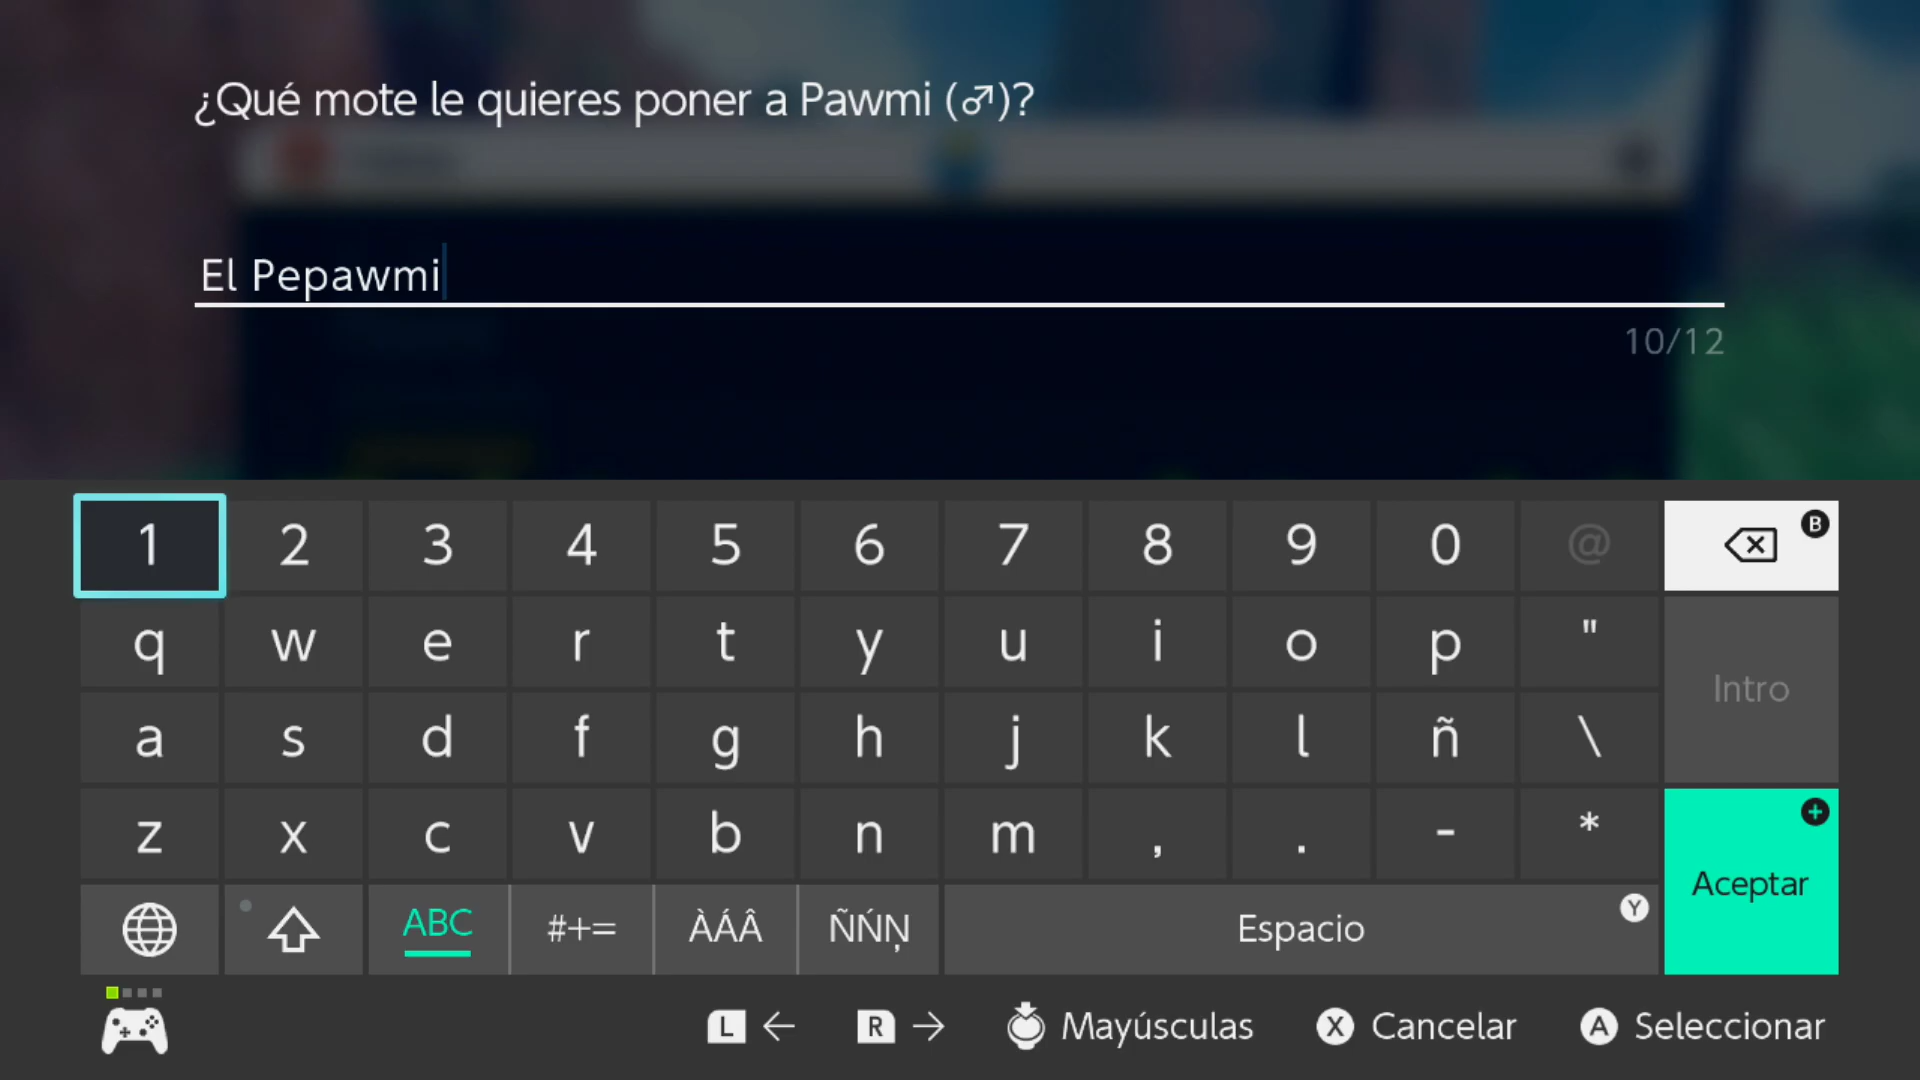 ¿Qué mote le quieres poner a Pawmi (♂)?
El Pepawmi
10/12
1 2 3 4 5 6 7 8 9 0 @ B
q w e r t y u i o p "
Intro
a s d f g h j k l ñ \
z x c v b n m , . - *
+
Aceptar
ABC #+= ÀÁÂ ÑŃŅ Espacio Y
L ← R → Mayúsculas X Cancelar A Seleccionar